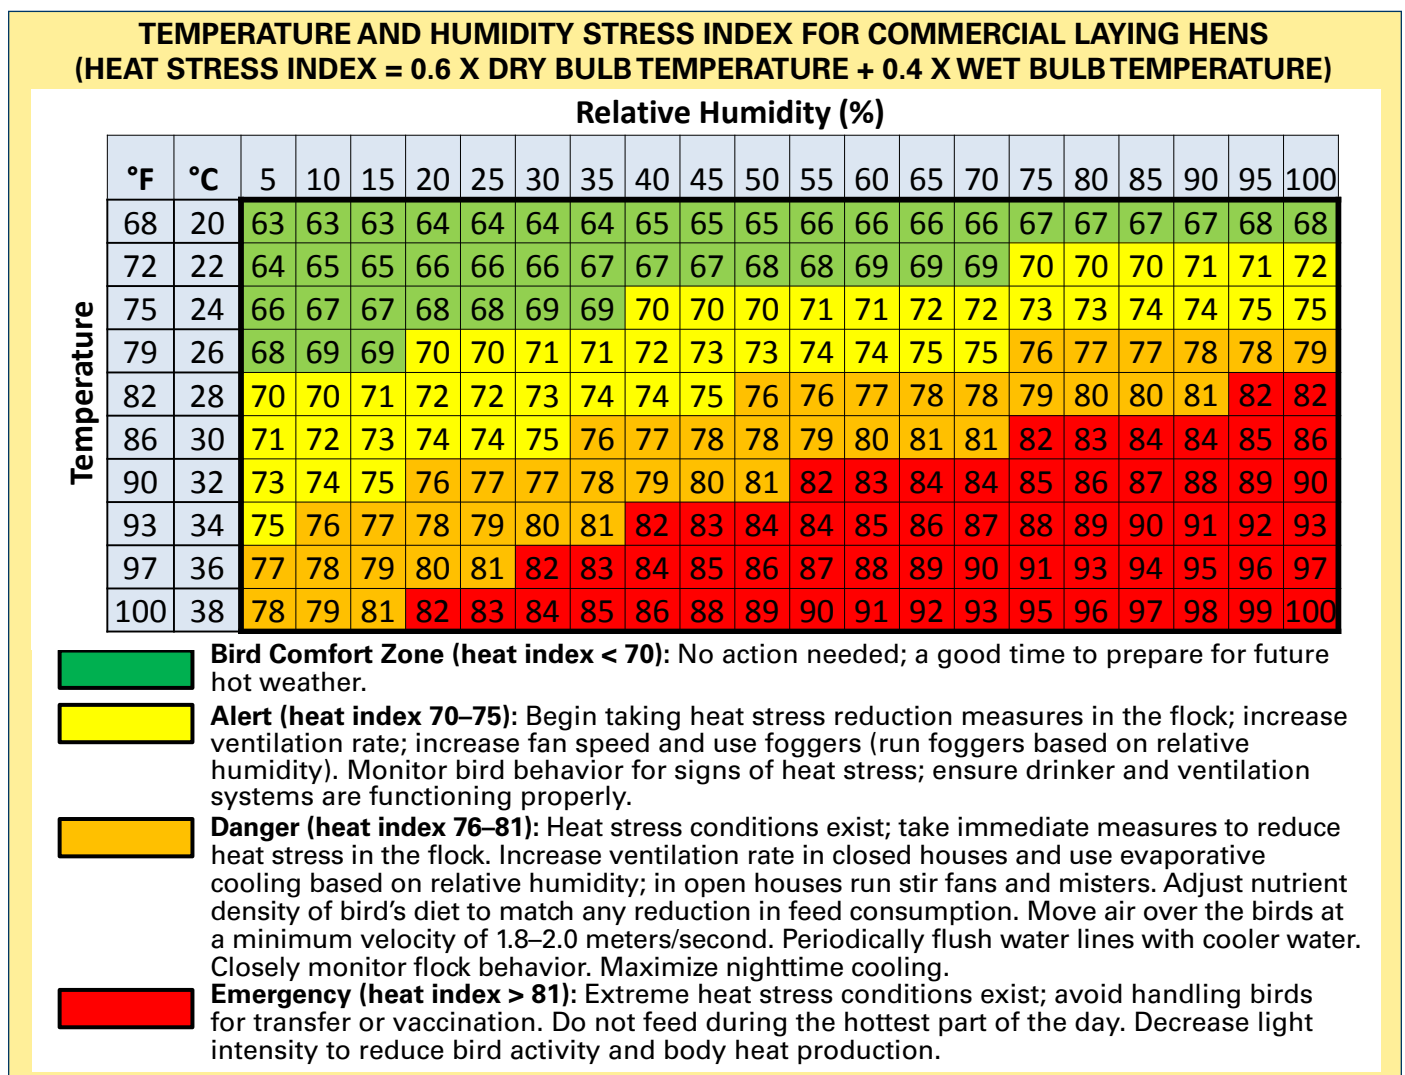 TEMPERATURE AND HUMIDITY STRESS INDEX FOR COMMERCIAL LAYING HENS
(HEAT STRESS INDEX = 0.6 X DRY BULB TEMPERATURE + 0.4 X WET BULB TEMPERATURE)
Relative Humidity (%)
°F °C 5 10 15 20 25 30 35 40 45 50 55 60 65 70 75 80 85 90 95 100
Temperature
68 20 63 63 63 64 64 64 64 65 65 65 66 66 66 66 67 67 67 67 68 68
72 22 64 65 65 66 66 66 67 67 67 68 68 69 69 69 70 70 70 71 71 72
75 24 66 67 67 68 68 69 69 70 70 70 71 71 72 72 73 73 74 74 75 75
79 26 68 69 69 70 70 71 71 72 73 73 74 74 75 75 76 77 77 78 78 79
82 28 70 70 71 72 72 73 74 74 75 76 76 77 78 78 79 80 80 81 82 82
86 30 71 72 73 74 74 75 76 77 78 78 79 80 81 81 82 83 84 84 85 86
90 32 73 74 75 76 77 77 78 79 80 81 82 83 84 84 85 86 87 88 89 90
93 34 75 76 77 78 79 80 81 82 83 84 84 85 86 87 88 89 90 91 92 93
97 36 77 78 79 80 81 82 83 84 85 86 87 88 89 90 91 93 94 95 96 97
100 38 78 79 81 82 83 84 85 86 88 89 90 91 92 93 95 96 97 98 99 100
Bird Comfort Zone (heat index < 70): No action needed; a good time to prepare for future
hot weather.
Alert (heat index 70–75): Begin taking heat stress reduction measures in the flock; increase
ventilation rate; increase fan speed and use foggers (run foggers based on relative
humidity). Monitor bird behavior for signs of heat stress; ensure drinker and ventilation
systems are functioning properly.
Danger (heat index 76–81): Heat stress conditions exist; take immediate measures to reduce
heat stress in the flock. Increase ventilation rate in closed houses and use evaporative
cooling based on relative humidity; in open houses run stir fans and misters. Adjust nutrient
density of bird’s diet to match any reduction in feed consumption. Move air over the birds at
a minimum velocity of 1.8–2.0 meters/second. Periodically flush water lines with cooler water.
Closely monitor flock behavior. Maximize nighttime cooling.
Emergency (heat index > 81): Extreme heat stress conditions exist; avoid handling birds
for transfer or vaccination. Do not feed during the hottest part of the day. Decrease light
intensity to reduce bird activity and body heat production.